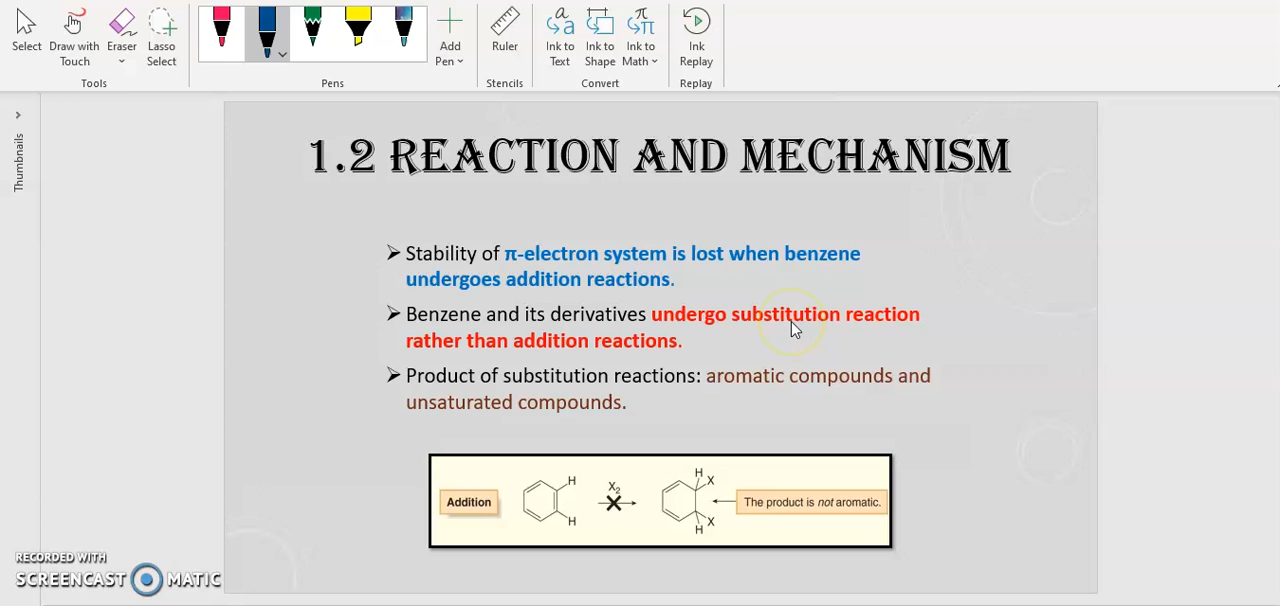 Select
Draw with
Touch
Eraser
Lasso
Select
Add
Pen
Ruler
Ink to
Text
Ink to
Shape
Ink to
Math
Ink
Replay
Tools
Pens
Stencils
Convert
Replay
Thumbnails
1.2 REACTION AND MECHANISM
Stability of π-electron system is lost when benzene
undergoes addition reactions.
Benzene and its derivatives undergo substitution reaction
rather than addition reactions.
Product of substitution reactions: aromatic compounds and
unsaturated compounds.
Addition
H
H
X2
H
X
X
H
The product is not aromatic.
RECORDED WITH
SCREENCAST MATIC